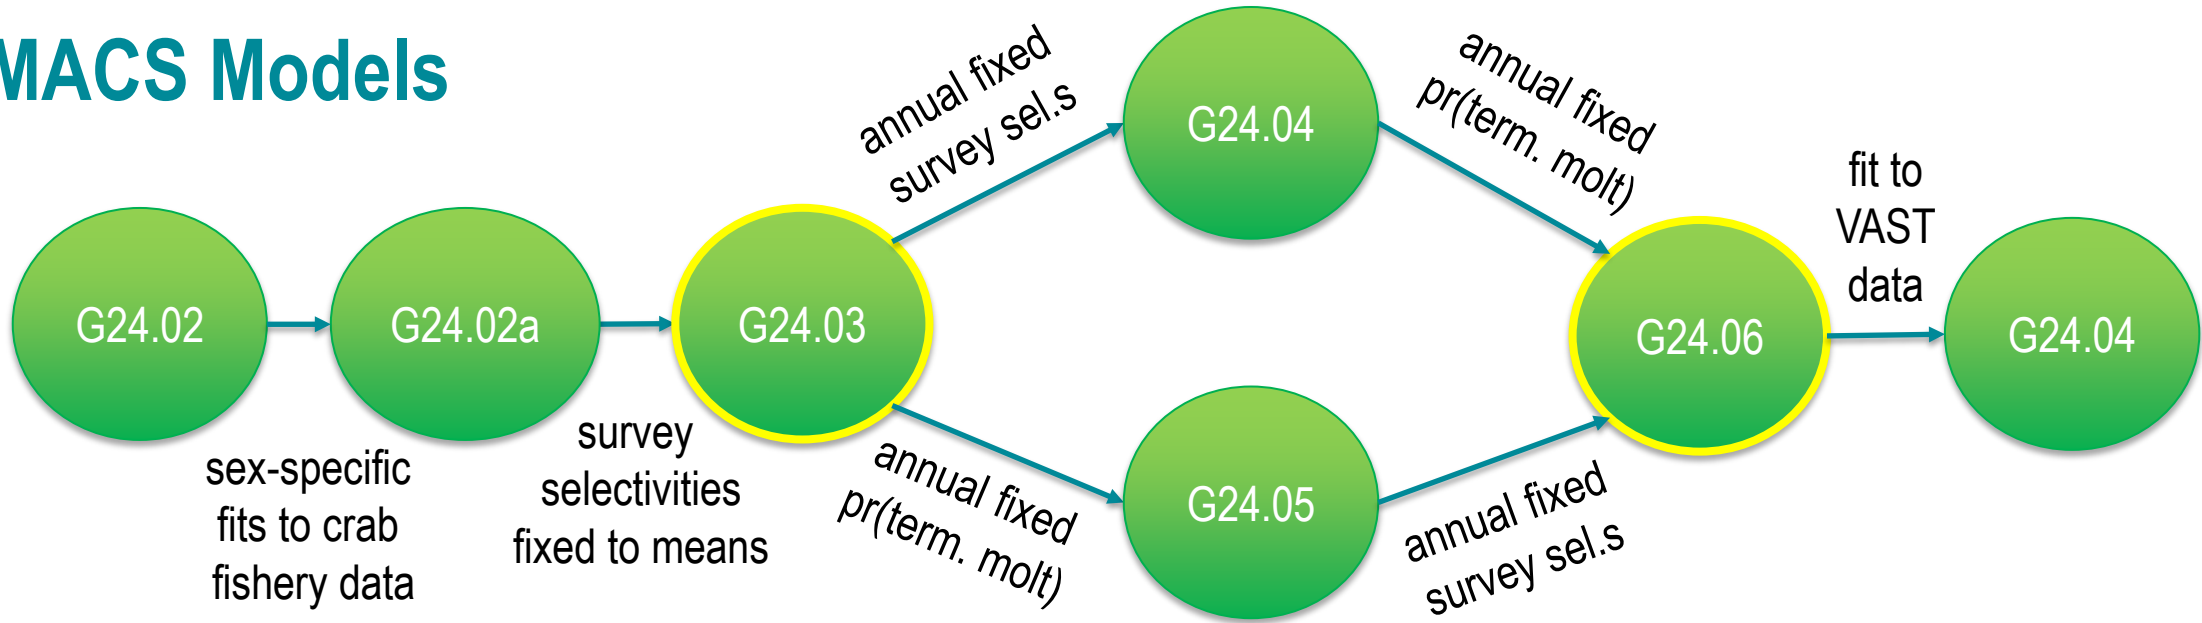 MACS Models
G24.02
sex-specific
fits to crab
fishery data
G24.02a
survey
selectivities
fixed to means
G24.03
annual fixed
survey sel.s
G24.04
annual fixed
pr(term. molt)
annual fixed
pr(term. molt)
G24.05
annual fixed
survey sel.s
G24.06
fit to
VAST
data
G24.04